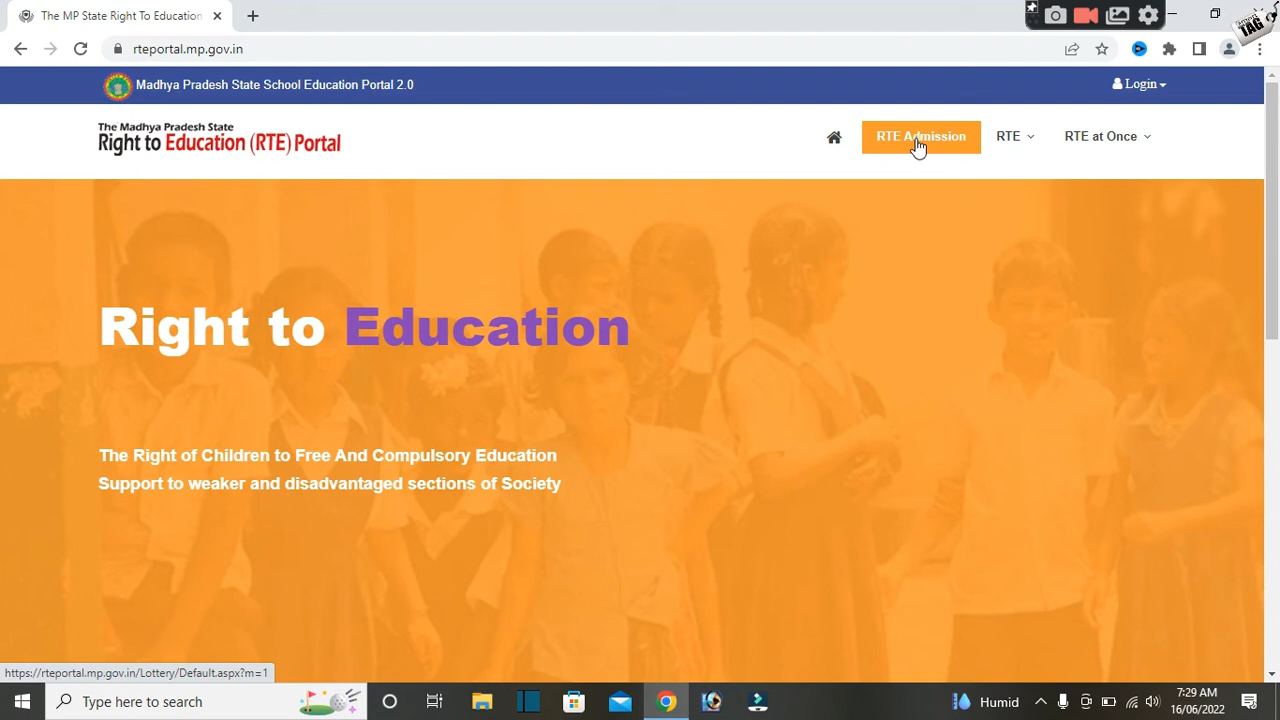 The MP State Right To Education
TAG
rteportal.mp.gov.in
Madhya Pradesh State School Education Portal 2.0
Login
The Madhya Pradesh State
Right to Education (RTE) Portal
RTE Admission
RTE
RTE at Once
Right to Education
The Right of Children to Free And Compulsory Education
Support to weaker and disadvantaged sections of Society
https://rteportal.mp.gov.in/Lottery/Default.aspx?m=1
Type here to search
Humid
7:29 AM
16/06/2022